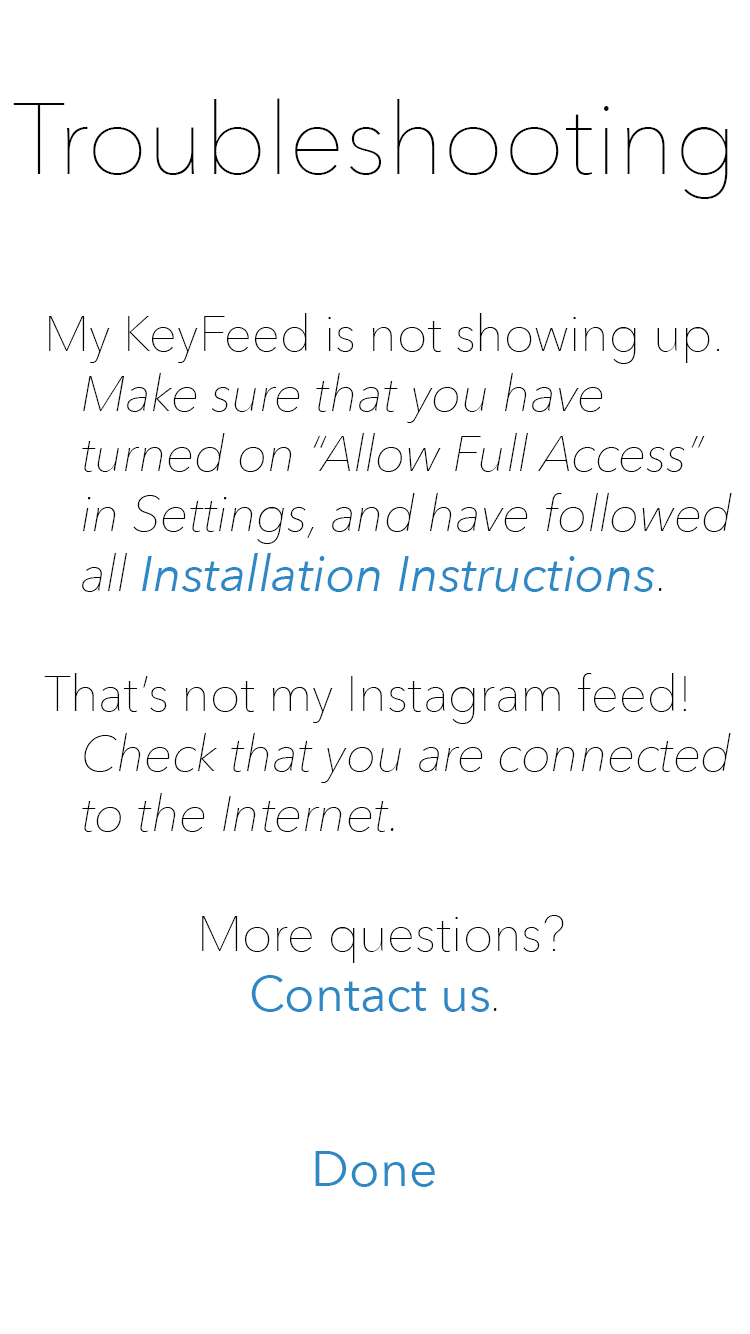 Troubleshooting
My KeyFeed is not showing up.
Make sure that you have
turned on “Allow Full Access”
in Settings, and have followed
all Installation Instructions.
That’s not my Instagram feed!
Check that you are connected
to the Internet.
More questions?
Contact us.
Done